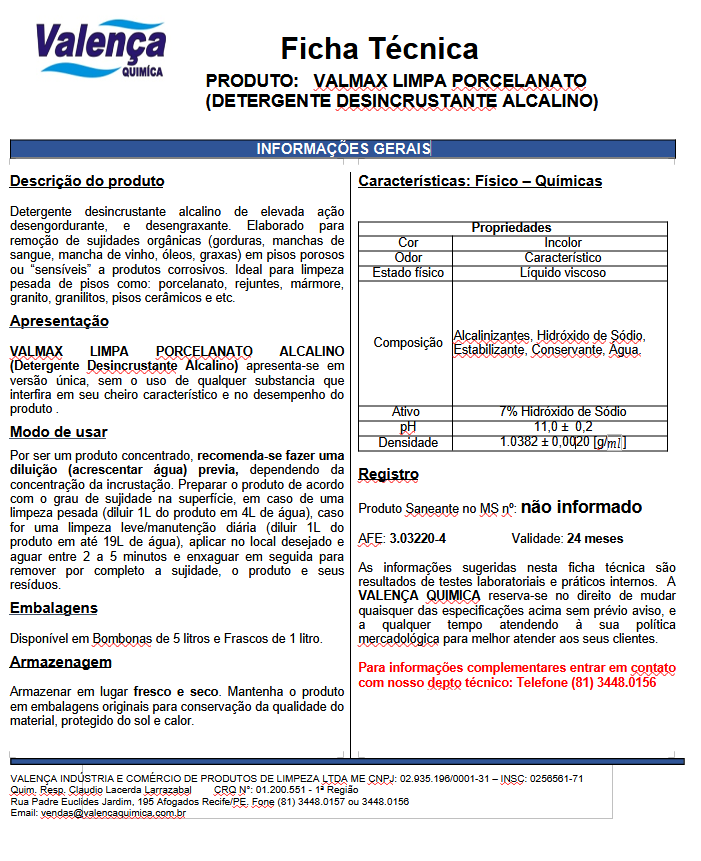 Valença
QUIMÍCA
Ficha Técnica
PRODUTO: VALMAX LIMPA PORCELANATO
(DETERGENTE DESINCRUSTANTE ALCALINO)
INFORMAÇÕES GERAIS
Descrição do produto
Detergente desincrustante alcalino de elevada ação
desengordurante, e desengraxante. Elaborado para
remoção de sujidades orgânicas (gorduras, manchas de
sangue, mancha de vinho, óleos, graxas) em pisos porosos
ou “sensíveis” a produtos corrosivos. Ideal para limpeza
pesada de pisos como: porcelanato, rejuntes, mármore,
granito, granilitos, pisos cerâmicos e etc.
Apresentação
VALMAX LIMPA PORCELANATO ALCALINO
(Detergente Desincrustante Alcalino) apresenta-se em
versão única, sem o uso de qualquer substancia que
interfira em seu cheiro característico e no desempenho do
produto .
Modo de usar
Por ser um produto concentrado, recomenda-se fazer uma
diluição (acrescentar água) previa, dependendo da
concentração da incrustação. Preparar o produto de acordo
com o grau de sujidade na superfície, em caso de uma
limpeza pesada (diluir 1L do produto em 4L de água), caso
for uma limpeza leve/manutenção diária (diluir 1L do
produto em até 19L de água), aplicar no local desejado e
aguar entre 2 a 5 minutos e enxaguar em seguida para
remover por completo a sujidade, o produto e seus
resíduos.
Embalagens
Disponível em Bombonas de 5 litros e Frascos de 1 litro.
Armazenagem
Armazenar em lugar fresco e seco. Mantenha o produto
em embalagens originais para conservação da qualidade do
material, protegido do sol e calor.
Características: Físico – Químicas
Propriedades
Cor Incolor
Odor Característico
Estado físico Líquido viscoso
Composição Alcalinizantes, Hidróxido de Sódio,
Estabilizante, Conservante, Água.
Ativo 7% Hidróxido de Sódio
pH 11,0 ± 0,2
Densidade 1.0382 ± 0,0020 [g/ml]
Registro
Produto Saneante no MS nº: não informado
AFE: 3.03220-4 Validade: 24 meses
As informações sugeridas nesta ficha técnica são
resultados de testes laboratoriais e práticos internos. A
VALENÇA QUIMICA reserva-se no direito de mudar
quaisquer das especificações acima sem prévio aviso, e
a qualquer tempo atendendo à sua política
mercadológica para melhor atender aos seus clientes.
Para informações complementares entrar em contato
com nosso depto técnico: Telefone (81) 3448.0156
VALENÇA INDÚSTRIA E COMÉRCIO DE PRODUTOS DE LIMPEZA LTDA ME CNPJ: 02.935.196/0001-31 – INSC: 0256561-71
Quim. Resp. Claudio Lacerda Larrazabal CRQ N°: 01.200.551 - 1ª Região
Rua Padre Euclides Jardim, 195 Afogados Recife/PE. Fone (81) 3448.0157 ou 3448.0156
Email: vendas@valencaquimica.com.br